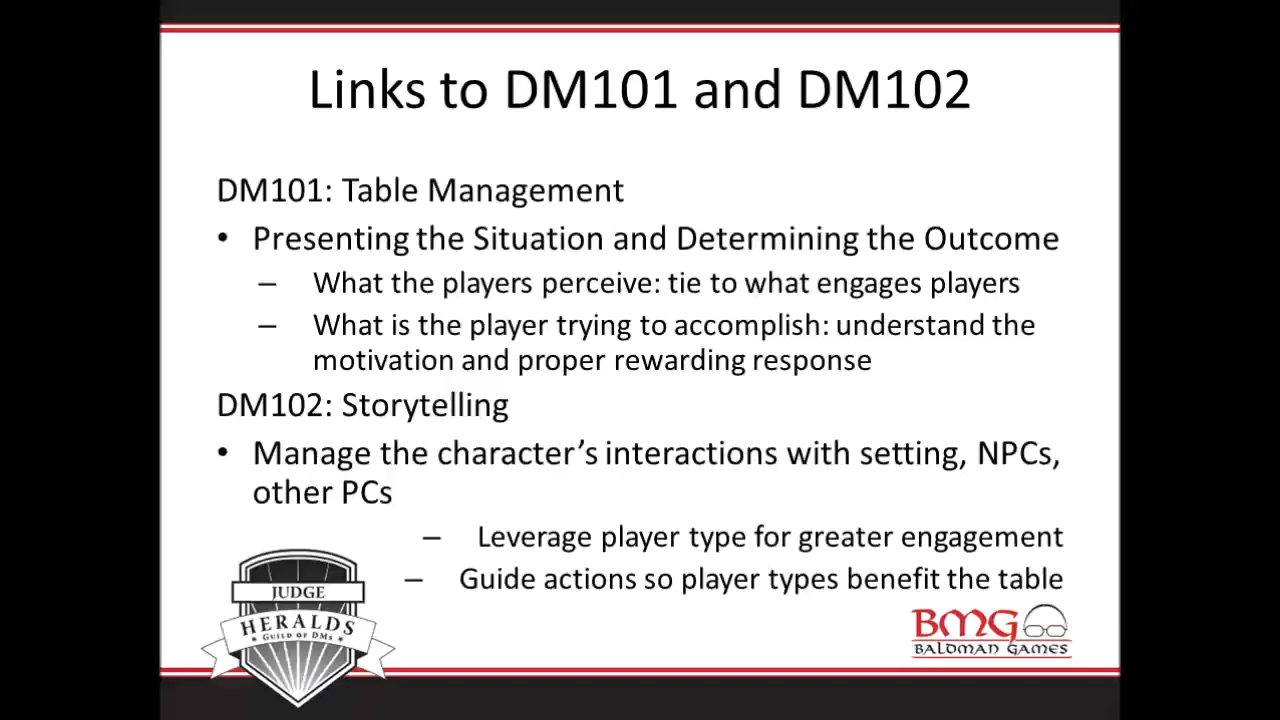 Links to DM101 and DM102
DM101: Table Management
• Presenting the Situation and Determining the Outcome
– What the players perceive: tie to what engages players
– What is the player trying to accomplish: understand the
motivation and proper rewarding response
DM102: Storytelling
• Manage the character’s interactions with setting, NPCs,
other PCs
– Leverage player type for greater engagement
– Guide actions so player types benefit the table
JUDGE
HERALDS
GUILD OF DMs
BMG
BALDMAN GAMES